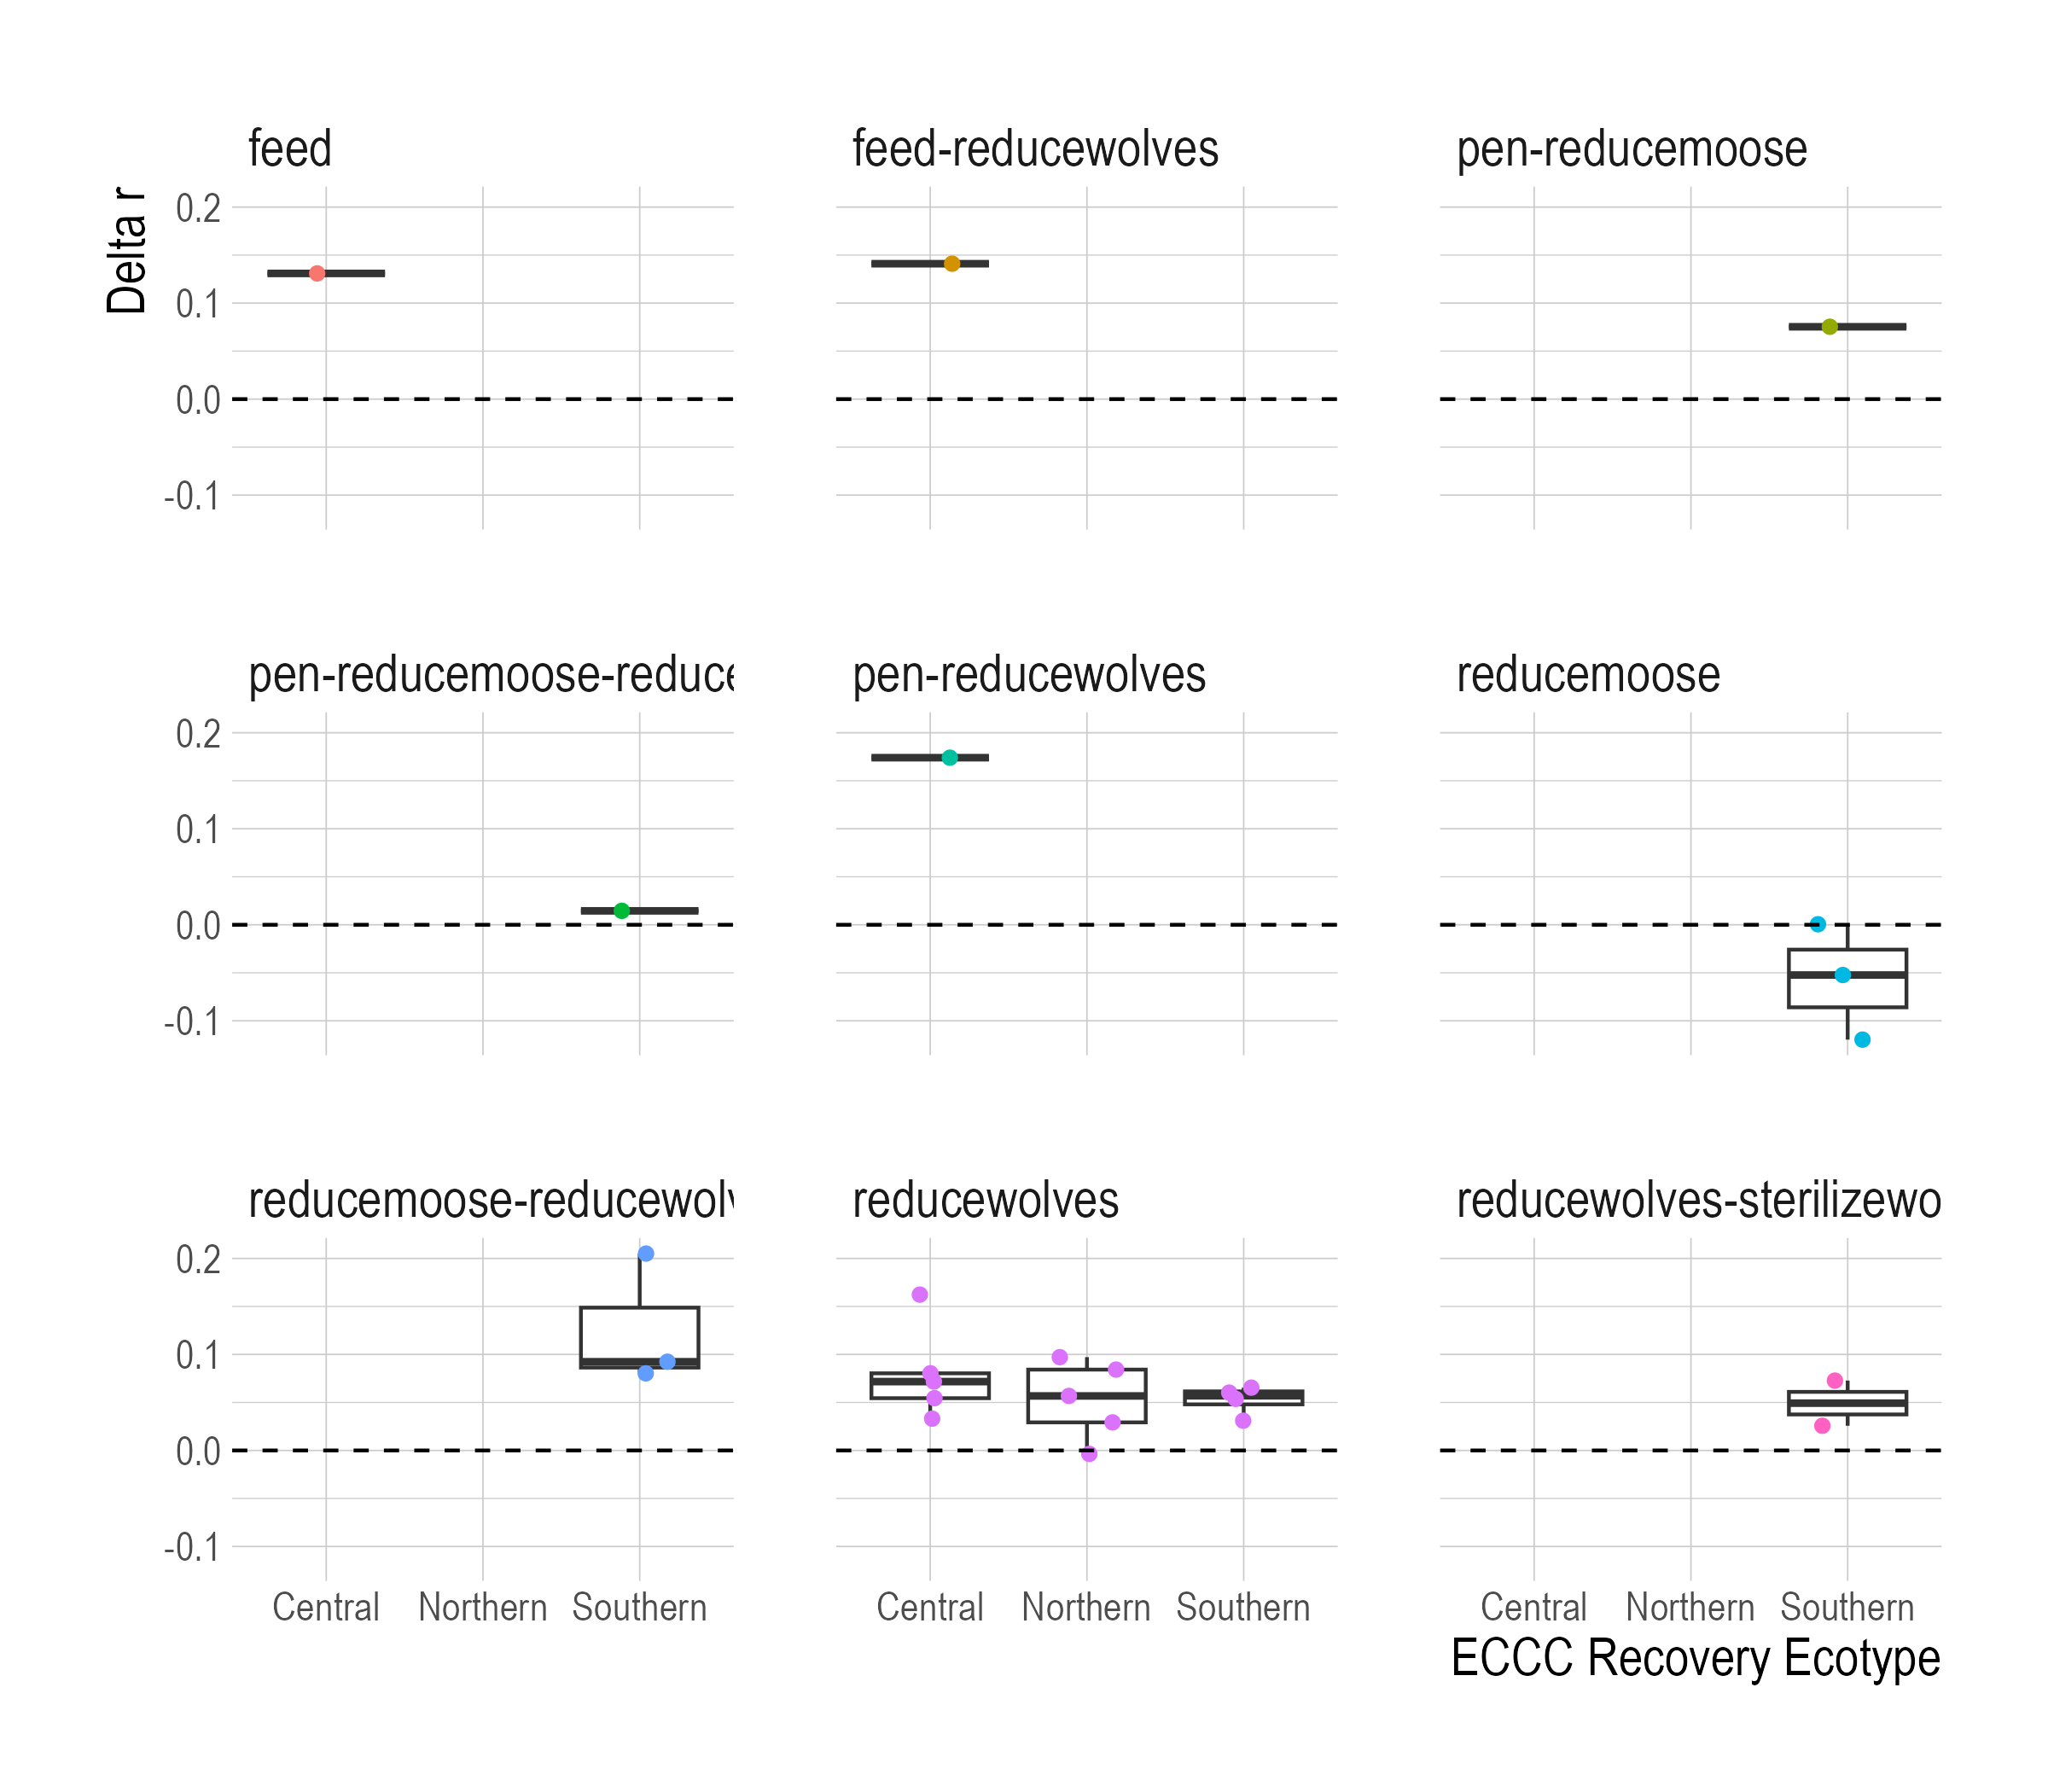 feed feed-reducewolves pen-reducemoose
Delta r
0.2
0.1
0.0
-0.1
pen-reducemoose-reduce pen-reducewolves reducemoose
0.2
0.1
0.0
-0.1
reducemoose-reducewol reducewolves reducewolves-sterilizewo
0.2
0.1
0.0
-0.1
Central Northern Southern Central Northern Southern Central Northern Southern
ECCC Recovery Ecotype